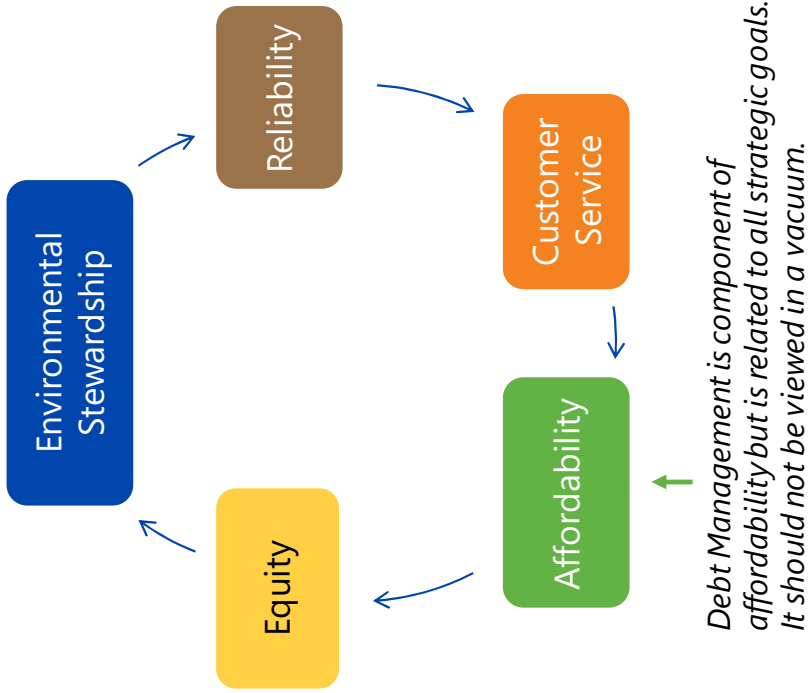 Environmental
Stewardship
Equity
Reliability
Affordability
Customer
Service
Debt Management is component of
affordability but is related to all strategic goals.
It should not be viewed in a vacuum.